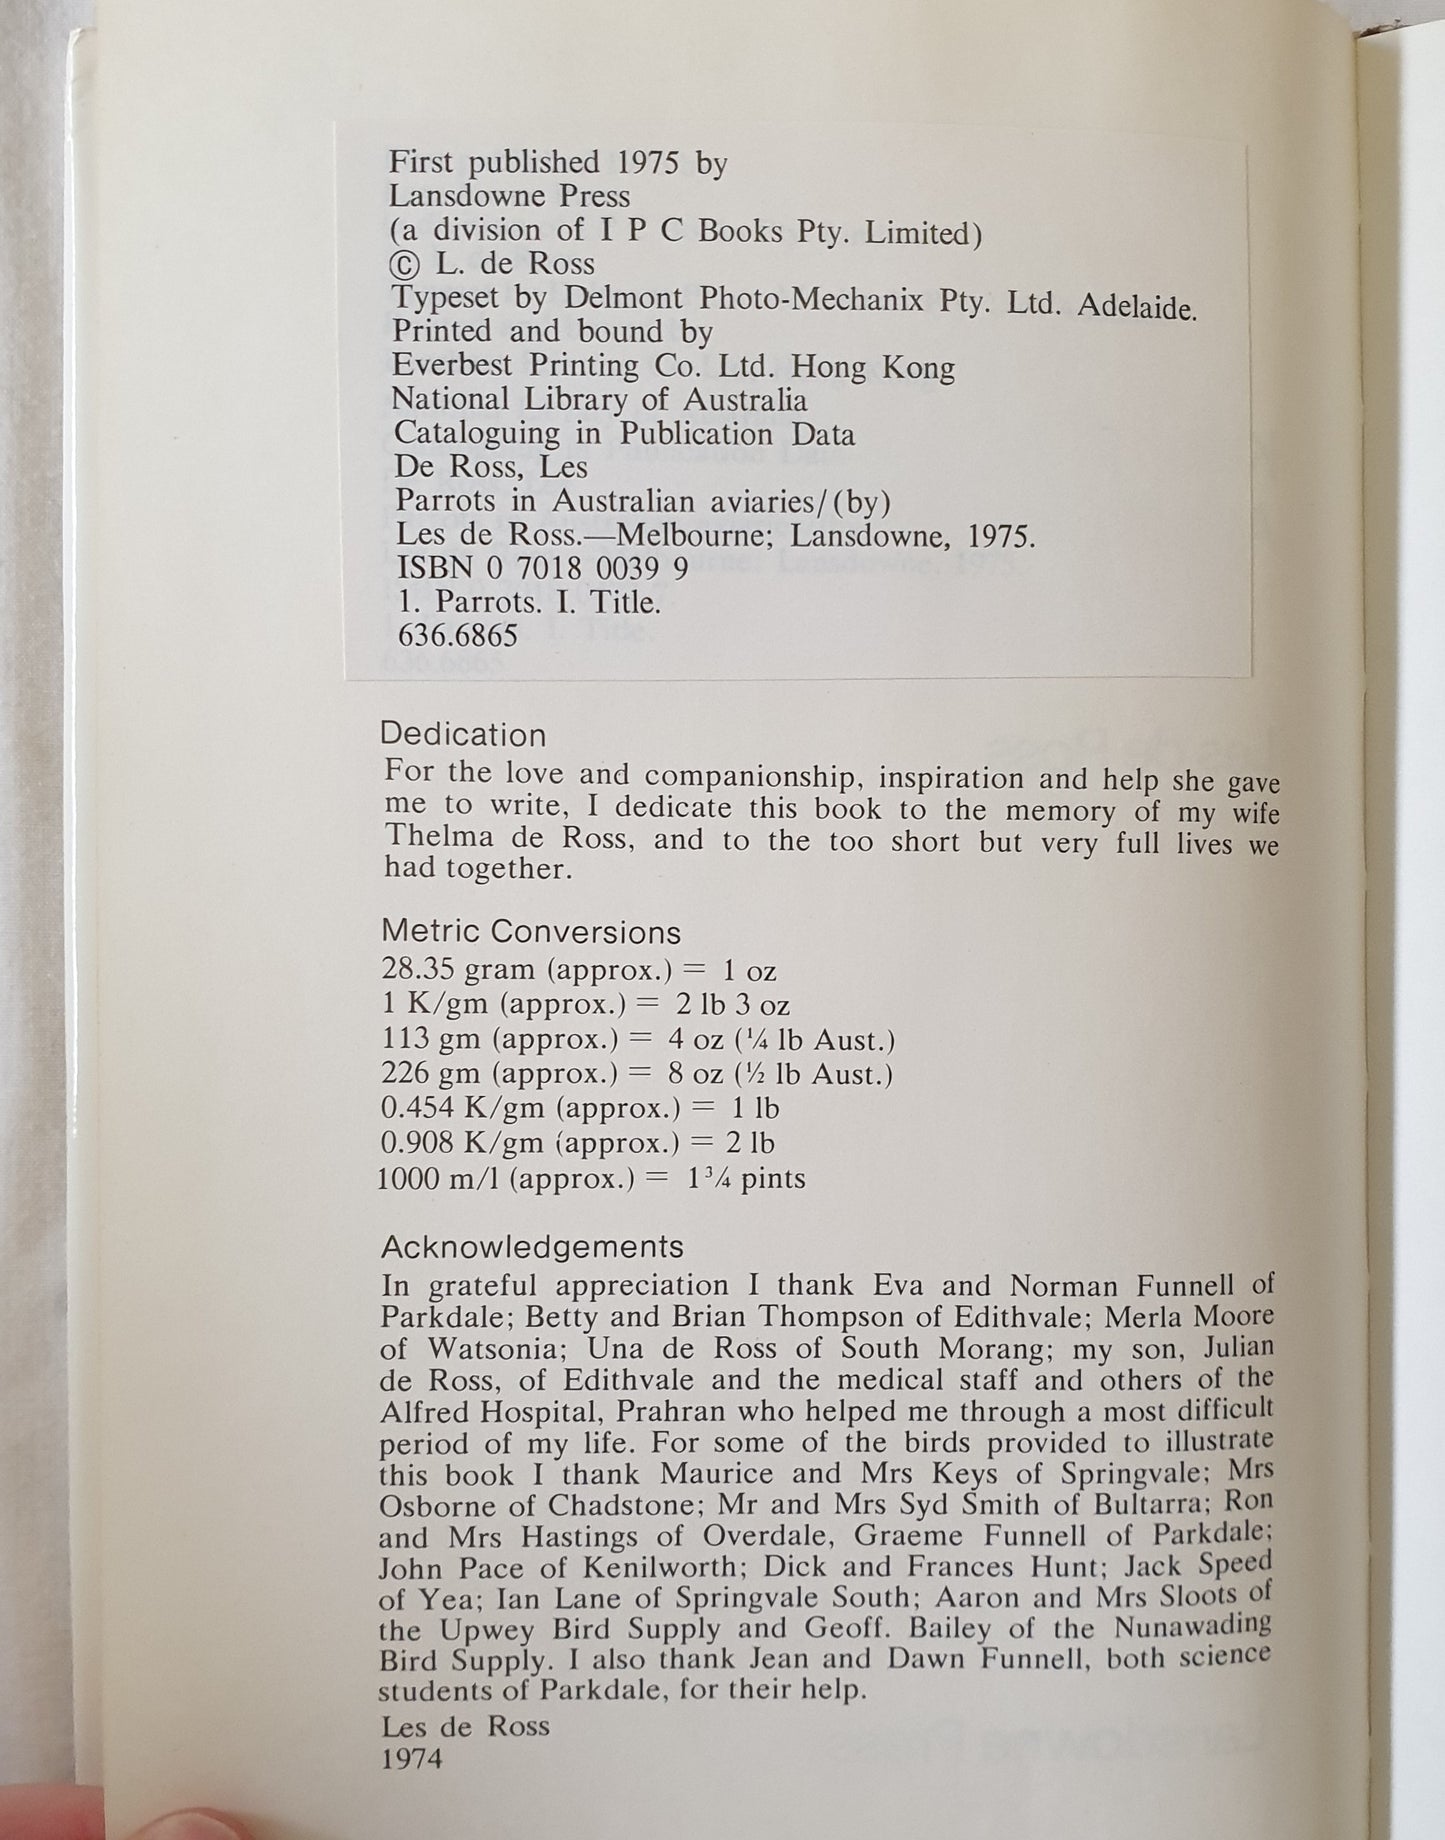 First published 1975 by
Lansdowne Press
(a division of I P C Books Pty. Limited)
© L. de Ross
Typeset by Delmont Photo-Mechanix Pty. Ltd. Adelaide.
Printed and bound by
Everbest Printing Co. Ltd. Hong Kong
National Library of Australia
Cataloguing in Publication Data
De Ross, Les
Parrots in Australian aviaries/(by)
Les de Ross.—Melbourne; Lansdowne, 1975.
ISBN 0 7018 0039 9
1. Parrots. I. Title.
636.6865
Dedication
For the love and companionship, inspiration and help she gave
me to write, I dedicate this book to the memory of my wife
Thelma de Ross, and to the too short but very full lives we
had together.
Metric Conversions
28.35 gram (approx.) = 1 oz
1 K/gm (approx.) = 2 lb 3 oz
113 gm (approx.) = 4 oz (¼ lb Aust.)
226 gm (approx.) = 8 oz (½ lb Aust.)
0.454 K/gm (approx.) = 1 lb
0.908 K/gm (approx.) = 2 lb
1000 m/l (approx.) = 1¾ pints
Acknowledgements
In grateful appreciation I thank Eva and Norman Funnell of
Parkdale; Betty and Brian Thompson of Edithvale; Merla Moore
of Watsonia; Una de Ross of South Morang; my son, Julian
de Ross, of Edithvale and the medical staff and others of the
Alfred Hospital, Prahran who helped me through a most difficult
period of my life. For some of the birds provided to illustrate
this book I thank Maurice and Mrs Keys of Springvale; Mrs
Osborne of Chadstone; Mr and Mrs Syd Smith of Bultarra; Ron
and Mrs Hastings of Overdale, Graeme Funnell of Parkdale;
John Pace of Kenilworth; Dick and Frances Hunt; Jack Speed
of Yea; Ian Lane of Springvale South; Aaron and Mrs Sloots of
the Upwey Bird Supply and Geoff. Bailey of the Nunawading
Bird Supply. I also thank Jean and Dawn Funnell, both science
students of Parkdale, for their help.
Les de Ross
1974